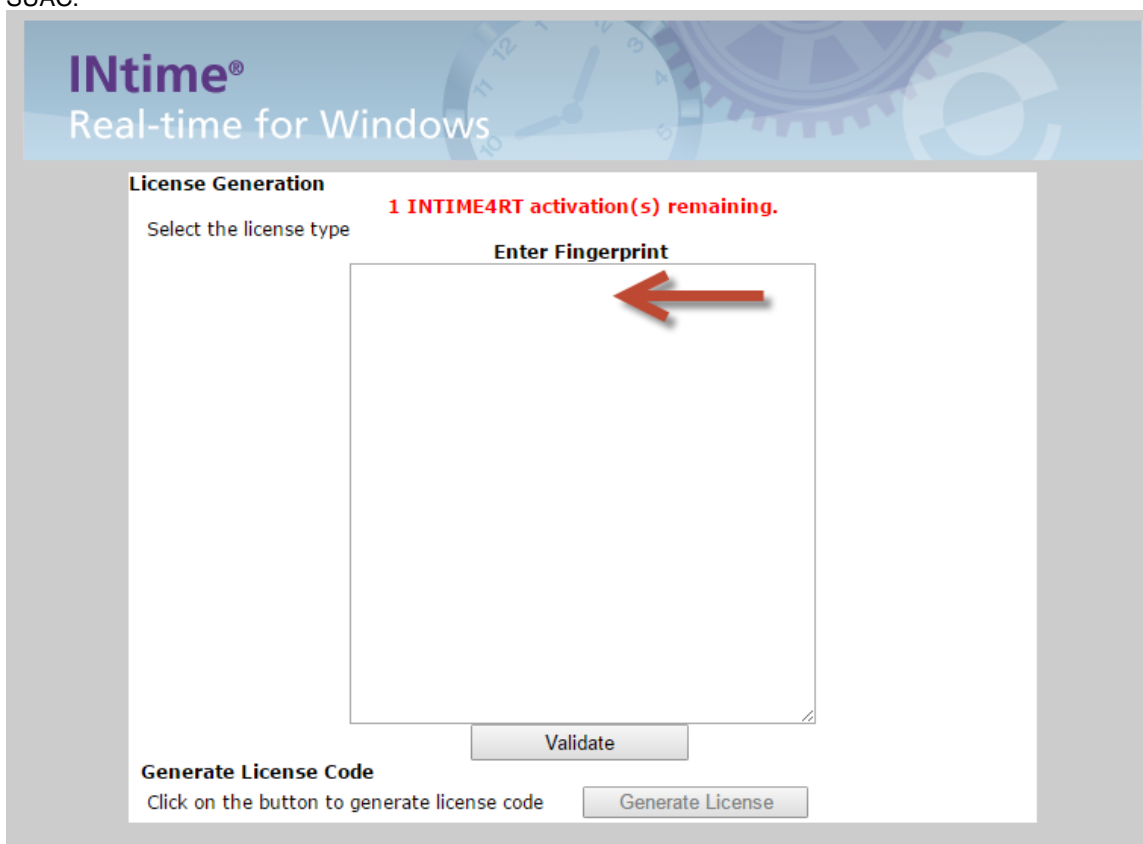 SUAC.
INtime®
Real-time for Windows
License Generation
1 INTIME4RT activation(s) remaining.
Select the license type
Enter Fingerprint
Validate
Generate License Code
Click on the button to generate license code
Generate License